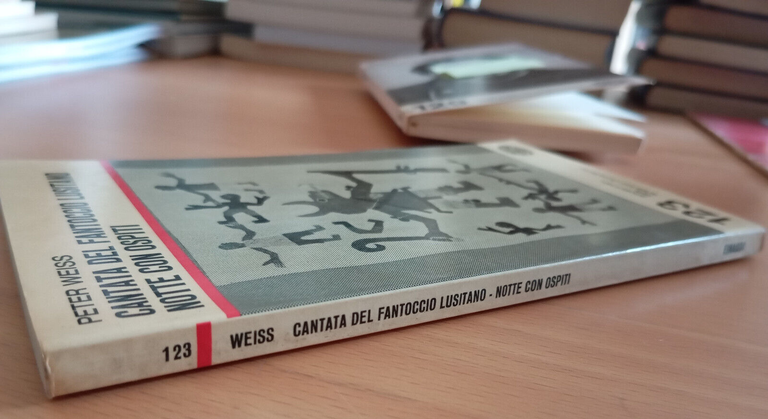 PETER WEISS
CANTATA DEL FANTOCCIO LUSITANO
NOTTE CON OSPITI
123
123 WEISS CANTATA DEL FANTOCCIO LUSITANO - NOTTE CON OSPITI